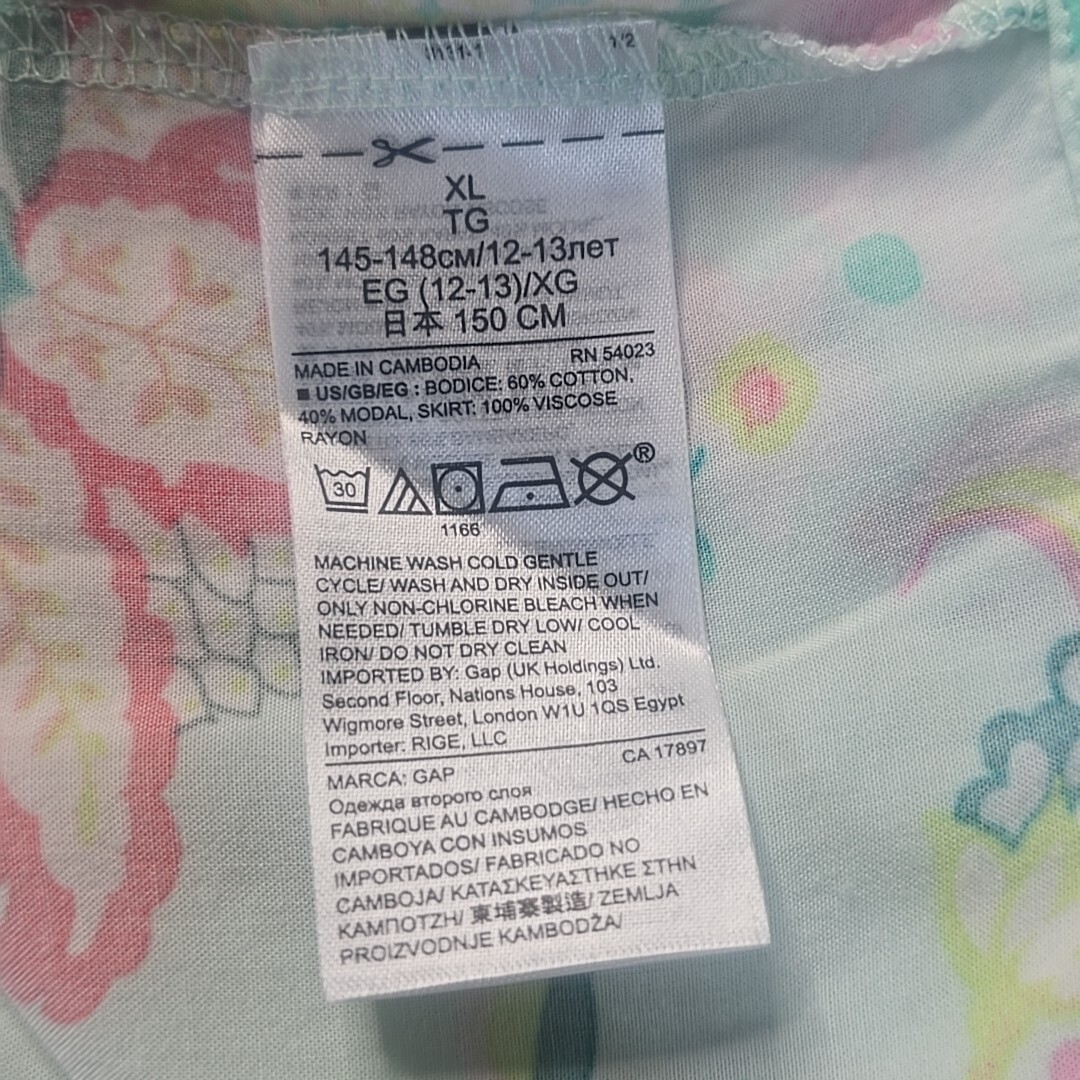 1/2
XL
TG
145-148см/12-13лет
EG (12-13)/XG
日本 150 CM
MADE IN CAMBODIA RN 54023
US/GB/EG : BODICE: 60% COTTON,
40% MODAL, SKIRT: 100% VISCOSE
RAYON
30 ®
1166
MACHINE WASH COLD GENTLE
CYCLE/ WASH AND DRY INSIDE OUT/
ONLY NON-CHLORINE BLEACH WHEN
NEEDED/ TUMBLE DRY LOW/ COOL
IRON/ DO NOT DRY CLEAN
IMPORTED BY: Gap (UK Holdings) Ltd.
Second Floor, Nations House, 103
Wigmore Street, London W1U 1QS Egypt
Importer: RIGE, LLC
MARCA: GAP CA 17897
Одежда второго слоя
FABRIQUE AU CAMBODGE/ HECHO EN
CAMBOYA CON INSUMOS
IMPORTADOS/ FABRICADO NO
CAMBOJA/ ΚΑΤΑΣΚΕΥΑΣΤΗΚΕ ΣΤΗΝ
ΚΑΜΠΟΤΖΗ/ 柬埔寨製造/ ZEMLJA
PROIZVODNJE KAMBODŽA/